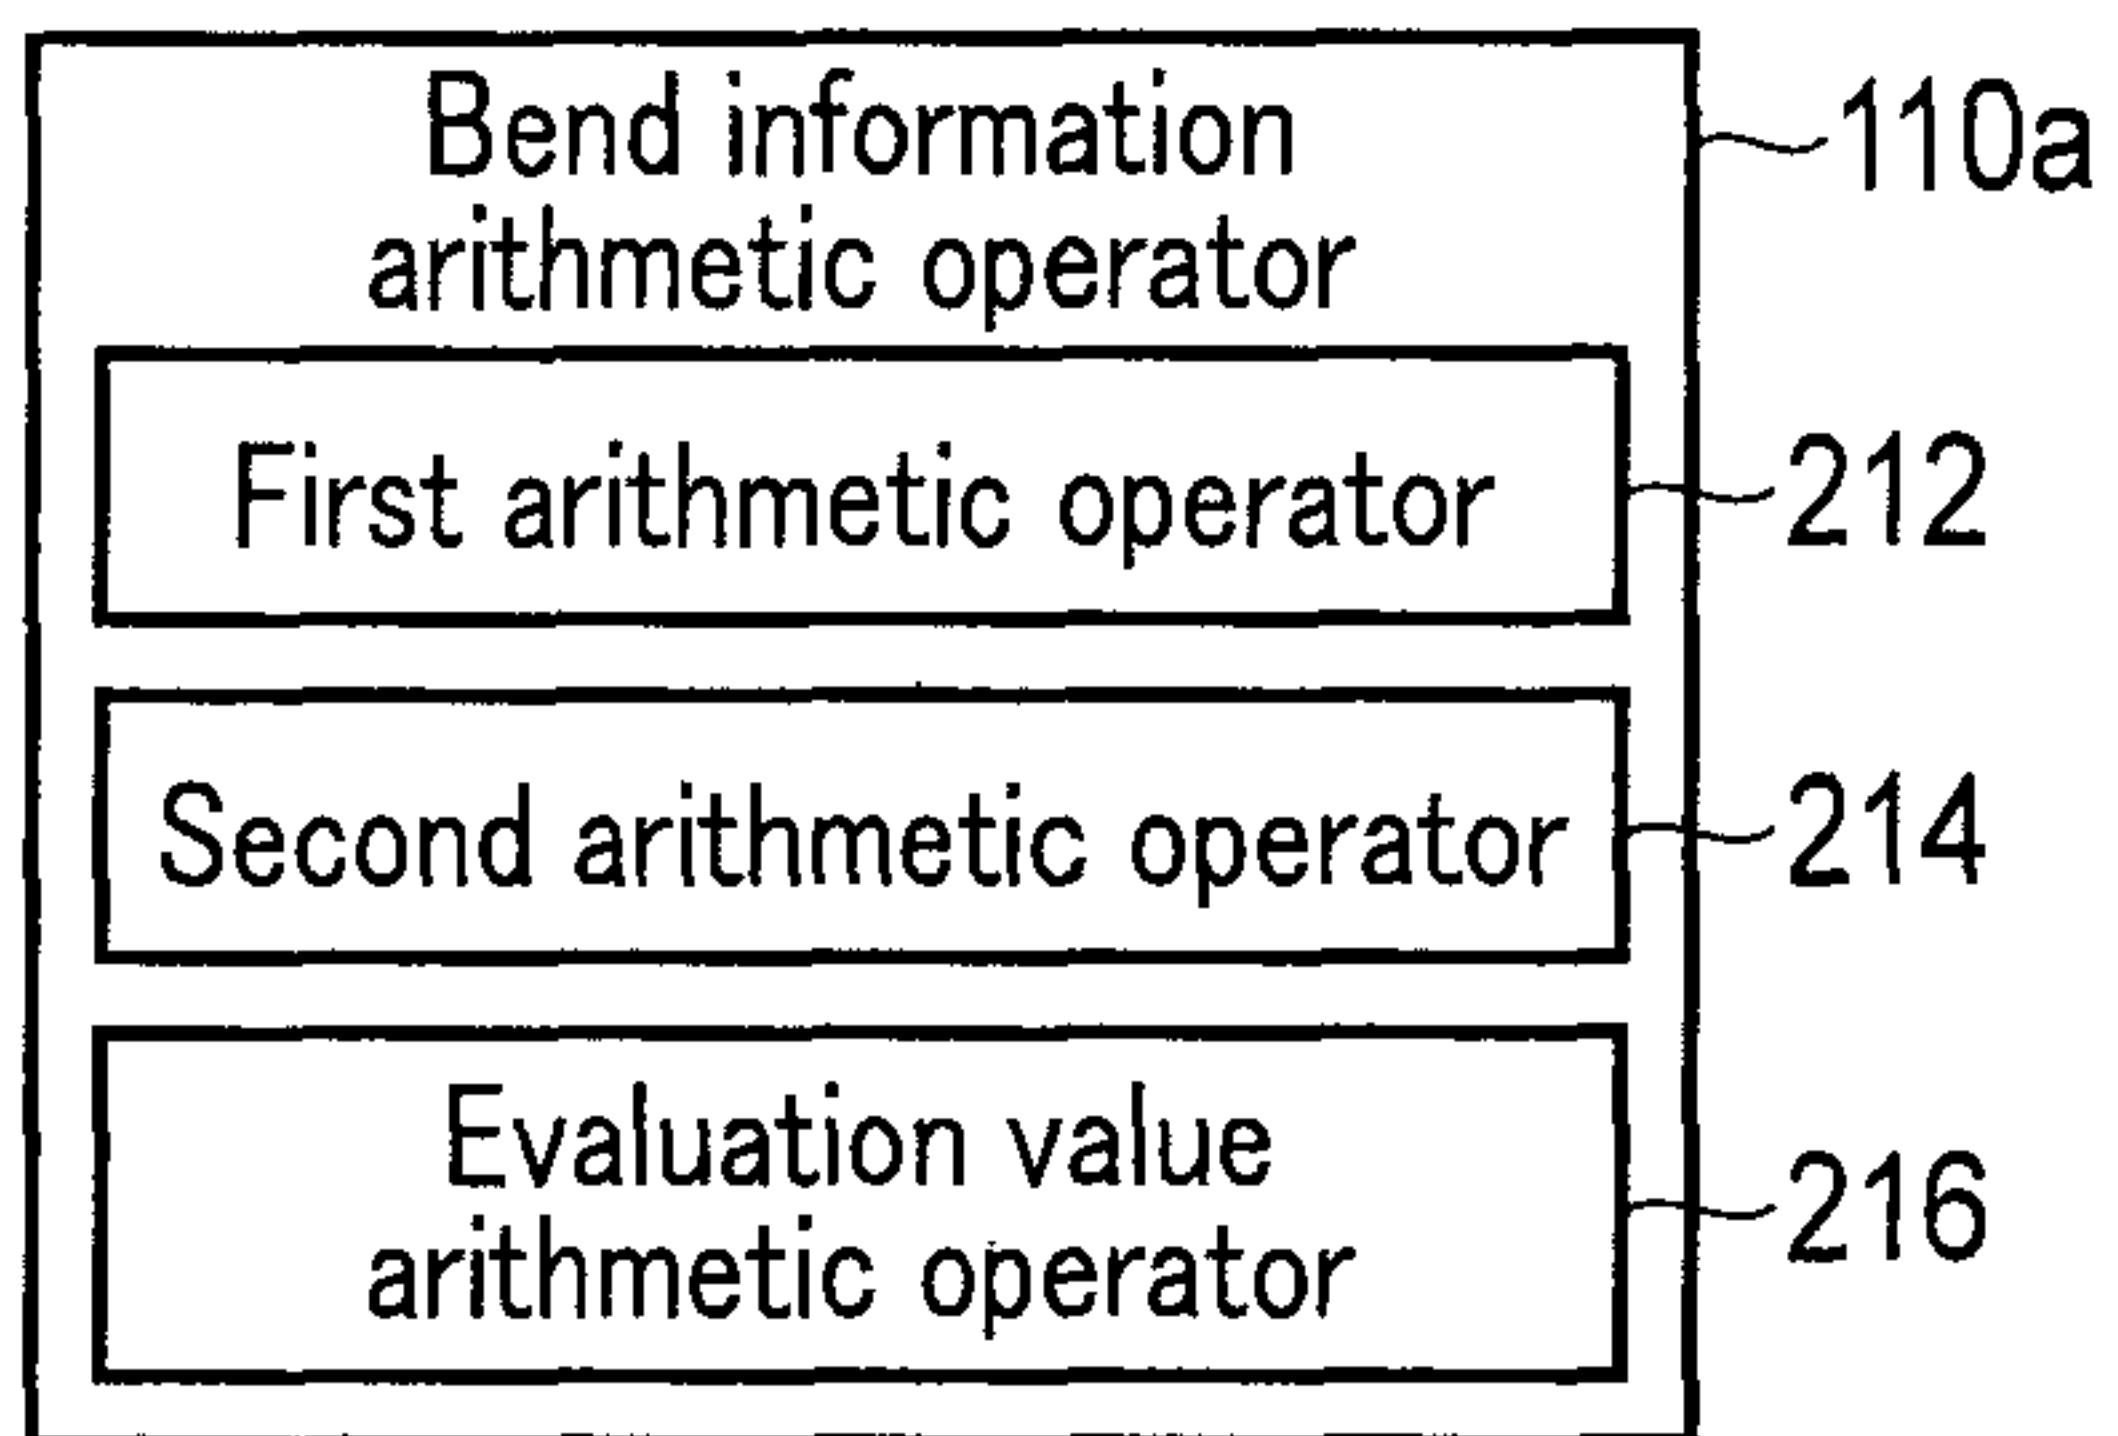 Bend information
arithmetic operator
110a
First arithmetic operator
212
Second arithmetic operator
214
Evaluation value
arithmetic operator
216